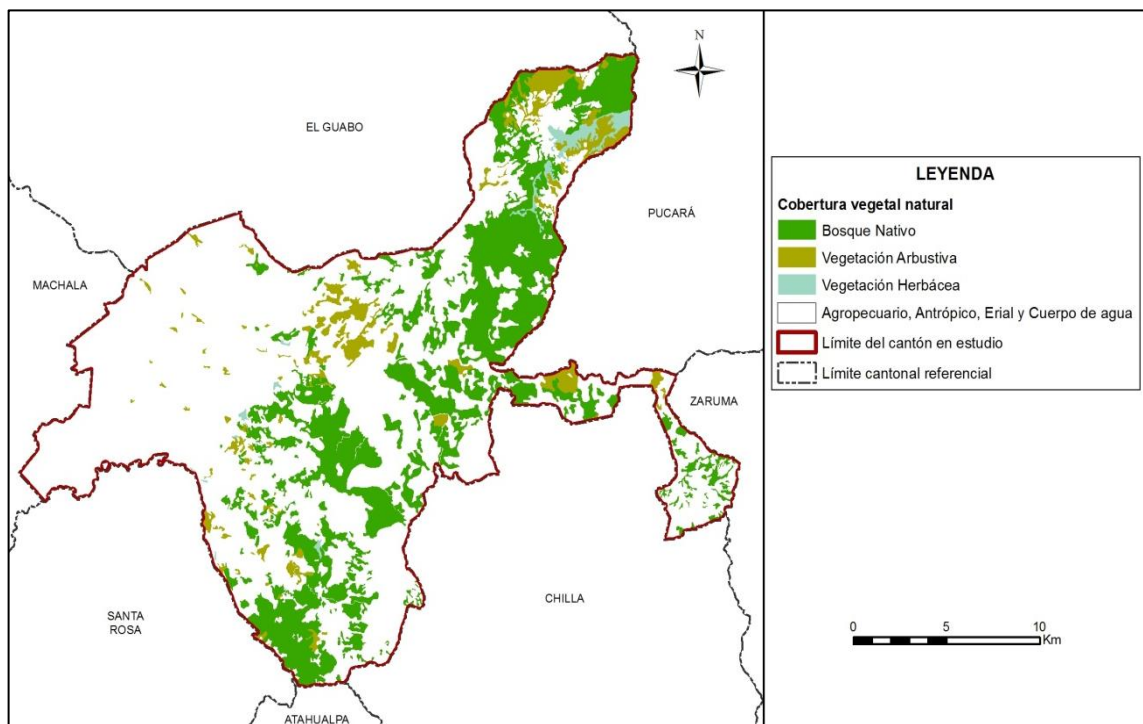 N
EL GUABO
PUCARÁ
MACHALA
ZARUMA
CHILLA
SANTA
ROSA
ATAHUALPA
LEYENDA
Cobertura vegetal natural
Bosque Nativo
Vegetación Arbustiva
Vegetación Herbácea
Agropecuario, Antrópico, Erial y Cuerpo de agua
Límite del cantón en estudio
Límite cantonal referencial
0 5 10
Km